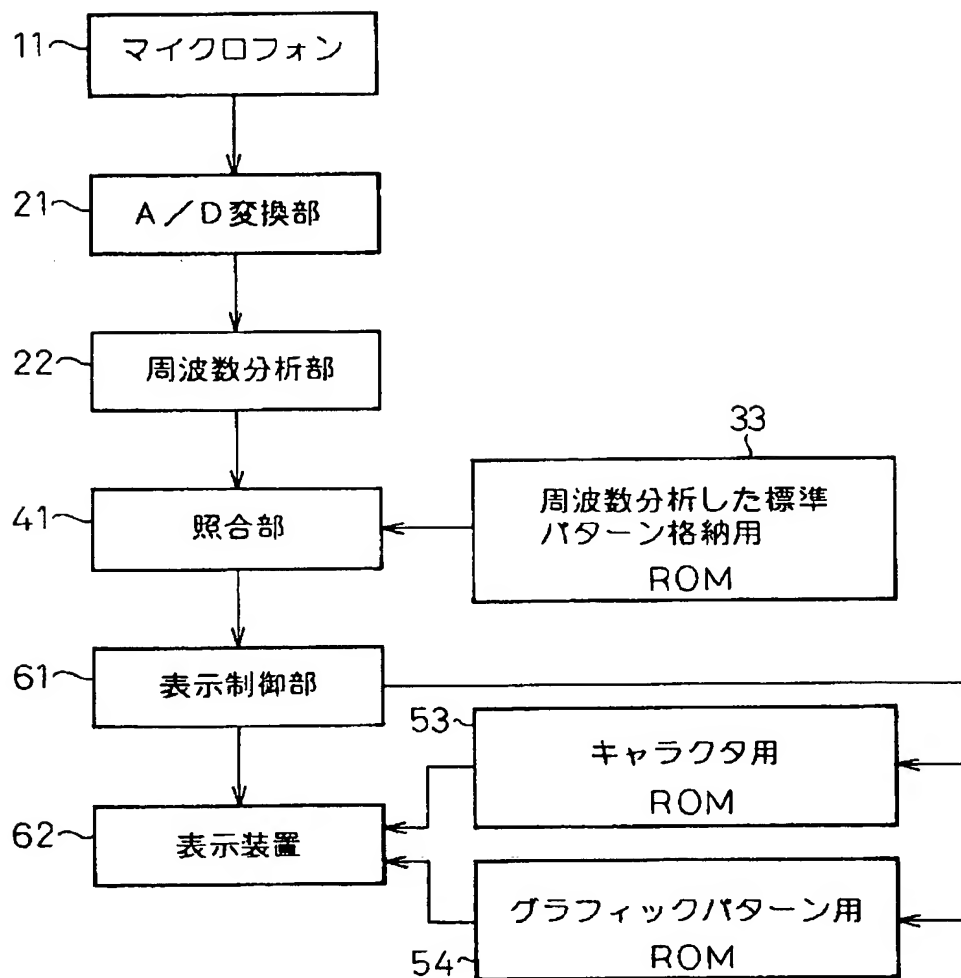 11
マイクロフォン
21
A/D変換部
22
周波数分析部
33
41
照合部
周波数分析した標準
パターン格納用
ROM
61
表示制御部
53
キャラクタ用
ROM
62
表示装置
グラフィックパターン用
54
ROM